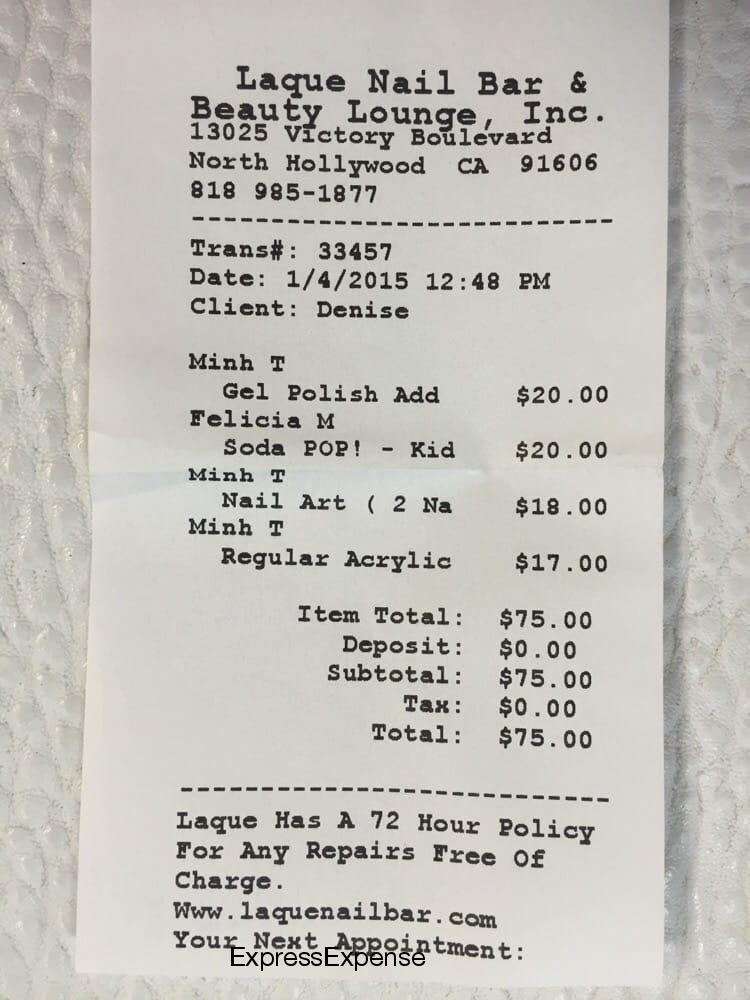 Laque Nail Bar &
Beauty Lounge, Inc.
13025 Victory Boulevard
North Hollywood CA 91606
818 985-1877
----------------------------
Trans#: 33457
Date: 1/4/2015 12:48 PM
Client: Denise
Minh T
Gel Polish Add $20.00
Felicia M
Soda POP! - Kid $20.00
Minh T
Nail Art ( 2 Na $18.00
Minh T
Regular Acrylic $17.00
Item Total: $75.00
Deposit: $0.00
Subtotal: $75.00
Tax: $0.00
Total: $75.00
----------------------------
Laque Has A 72 Hour Policy
For Any Repairs Free Of
Charge.
Www.laquenailbar.com
Your Next Appointment:
ExpressExpense